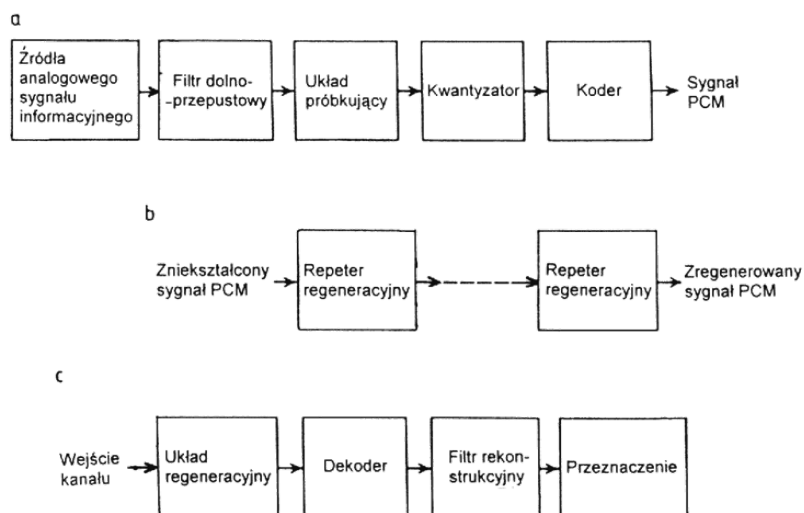 a
Źródła
analogowego
sygnału
informacyjnego
Filtr dolno-
-przepustowy
Układ
próbkujący
Kwantyzator
Koder
Sygnał
PCM
b
Zniekształcony
sygnał PCM
Repeter
regeneracyjny
Repeter
regeneracyjny
Zregenerowany
sygnał PCM
c
Wejście
kanału
Układ
regeneracyjny
Dekoder
Filtr rekon-
strukcyjny
Przeznaczenie